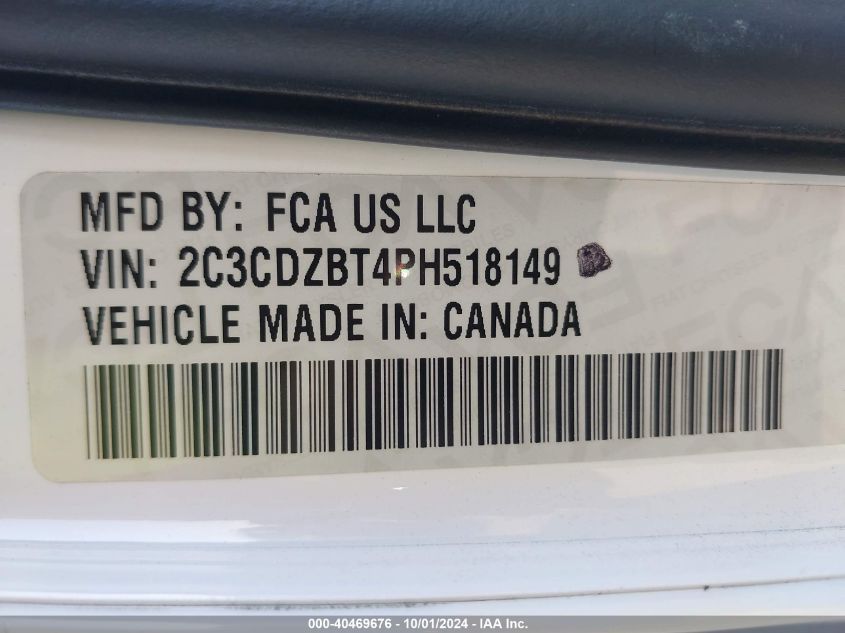 MFD BY: FCA US LLC
VIN: 2C3CDZBT4PH518149
VEHICLE MADE IN: CANADA
000-40469676 - 10/01/2024 - IAA Inc.